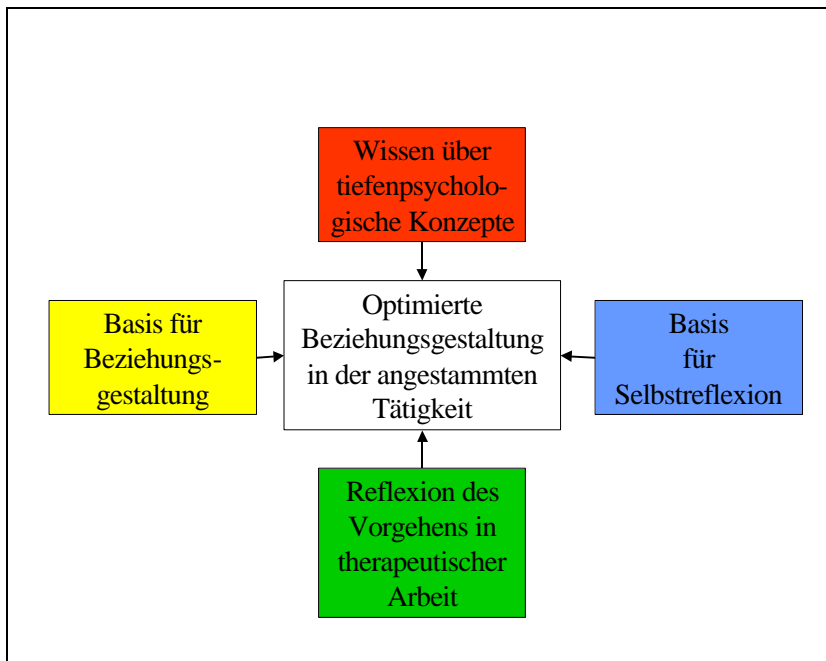 Wissen über
tiefenpsycholo-
gische Konzepte
Optimierte
Beziehungsgestaltung
in der angestammten
Tätigkeit
Basis für
Beziehungs-
gestaltung
Basis
für
Selbstreflexion
Reflexion des
Vorgehens in
therapeutischer
Arbeit